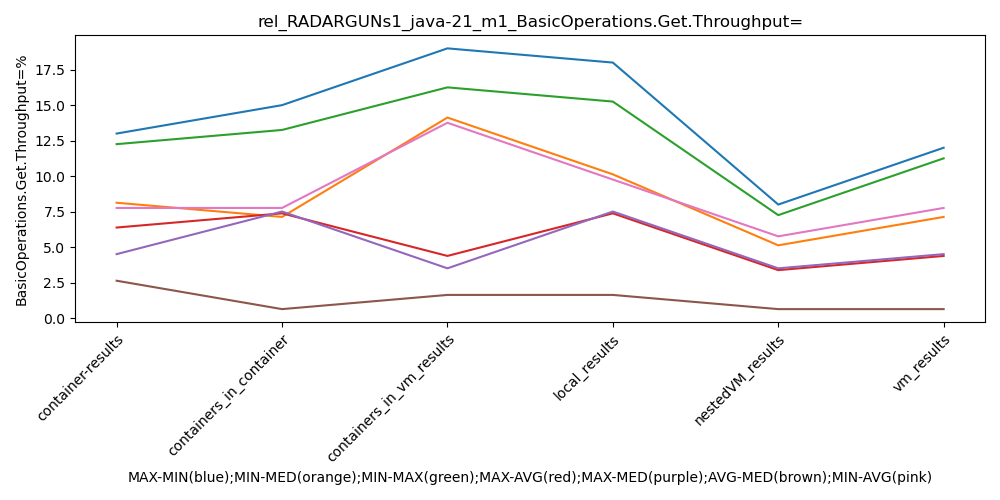 rel_RADARGUNs1_java-21_m1_BasicOperations.Get.Throughput=
BasicOperations.Get.Throughput=%
17.5
15.0
12.5
10.0
7.5
5.0
2.5
0.0
container-results
containers_in_container
containers_in_vm_results
local_results
nestedVM_results
vm_results
MAX-MIN(blue);MIN-MED(orange);MIN-MAX(green);MAX-AVG(red);MAX-MED(purple);AVG-MED(brown);MIN-AVG(pink)